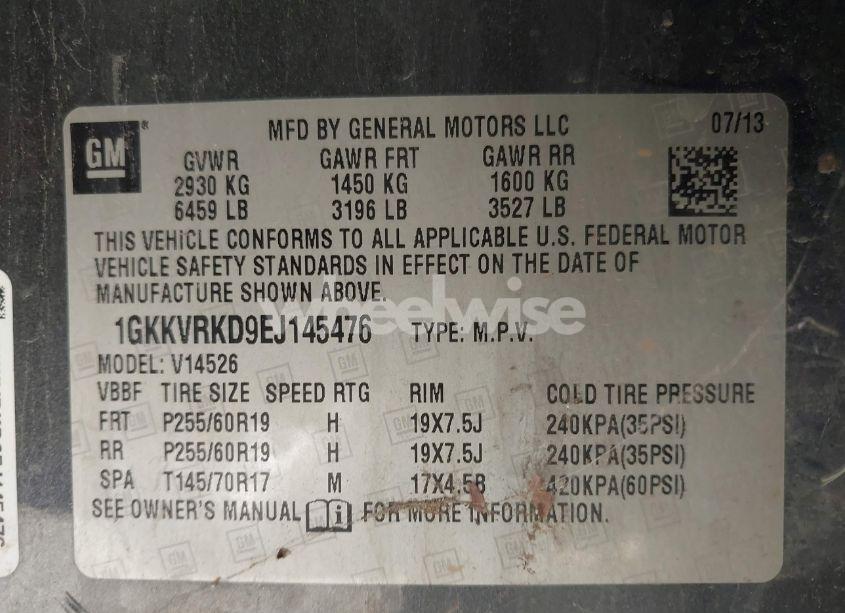 GM ® MFD BY GENERAL MOTORS LLC 07/13
GVWR GAWR FRT GAWR RR
2930 KG 1450 KG 1600 KG
6459 LB 3196 LB 3527 LB
THIS VEHICLE CONFORMS TO ALL APPLICABLE U.S. FEDERAL MOTOR
VEHICLE SAFETY STANDARDS IN EFFECT ON THE DATE OF
MANUFACTURE SHOWN ABOVE.
wheelwise
1GKKVRKD9EJ145476 TYPE: M.P.V.
MODEL: V14526
VBBF TIRE SIZE SPEED RTG RIM COLD TIRE PRESSURE
FRT P255/60R19 H 19X7.5J 240KPA(35PSI)
RR P255/60R19 H 19X7.5J 240KPA(35PSI)
SPA T145/70R17 M 17X4.5B 420KPA(60PSI)
SEE OWNER'S MANUAL i FOR MORE INFORMATION.